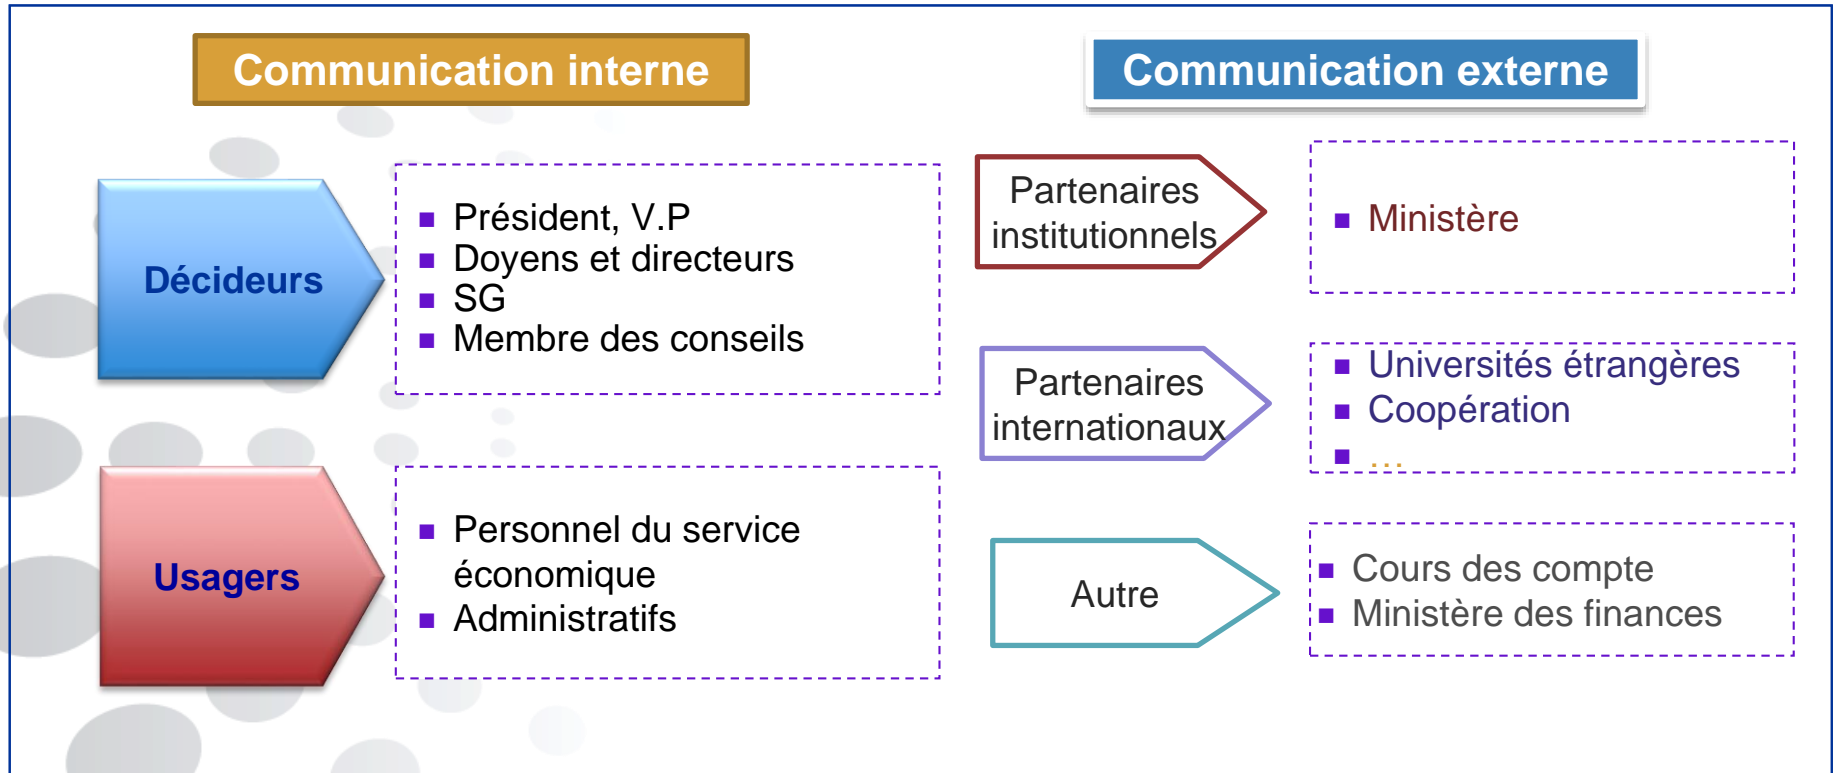 Communication interne
Décideurs
Président, V.P
Doyens et directeurs
SG
Membre des conseils
Usagers
Personnel du service
économique
Administratifs
Communication externe
Partenaires
institutionnels
Ministère
Partenaires
internationaux
Universités étrangères
Coopération
...
Autre
Cours des compte
Ministère des finances